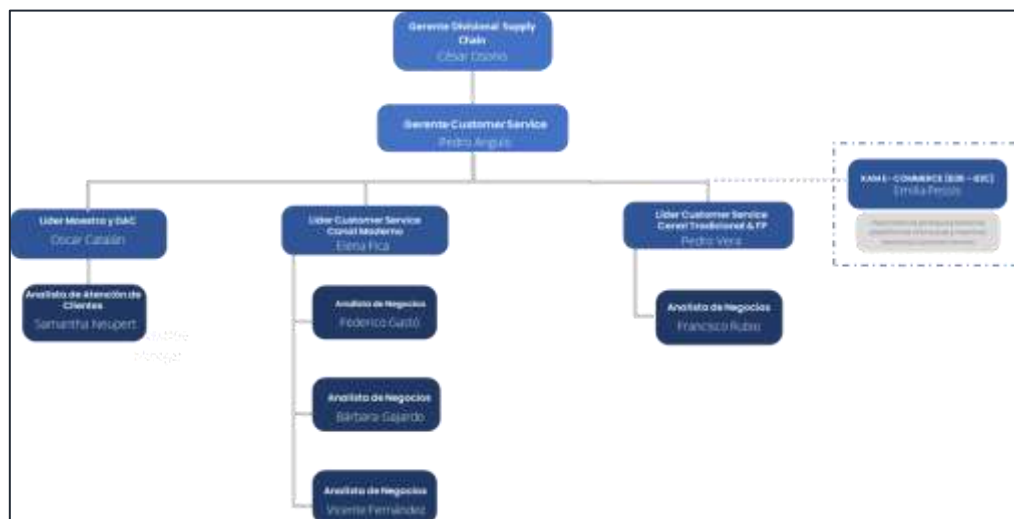 Gerente Divisional Supply
Chain
César Osorio
Gerente Customer Service
Pedro Angulo
KAM E- COMMERCE (B2B - B2C)
Emilia Pessis
Líder Maestro y DAC
Oscar Catalán
Líder Customer Service
Canal Moderno
Elena Fica
Líder Customer Service
Canal Tradicional & FP
Pedro Vera
Analista de Atención de
Clientes
Samantha Neupert
Analista de Negocios
Federico Gastó
Analista de Negocios
Francisco Rubio
Analista de Negocios
Bárbara Gajardo
Analista de Negocios
Vicente Fernández